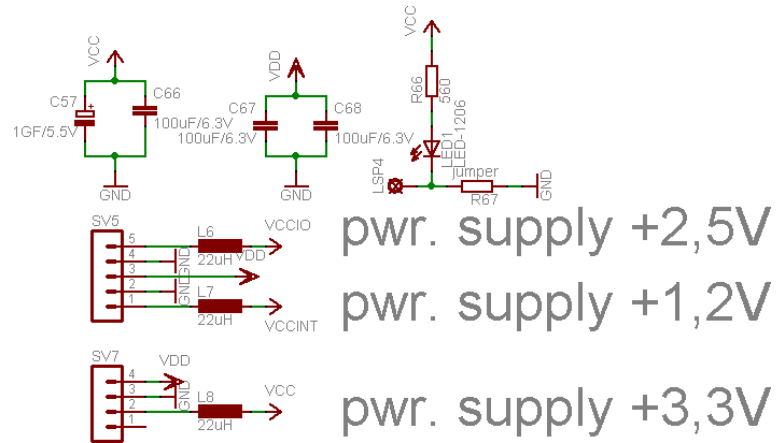 VCC
C57
1GF/5.5V
+
C66
100uF/6.3V
GND
VDD
C67
100uF/6.3V
C68
100uF/6.3V
GND
VCC
R66
560
LED1
LED-1206
LSP4
jumper
R67
GND
SV5
5
4
3
2
1
L6
22uH
VCCIO
GND
VDD
GND
L7
22uH
VCCINT
pwr. supply +2,5V
pwr. supply +1,2V
SV7
4
3
2
1
VDD
GND
L8
22uH
VCC
pwr. supply +3,3V